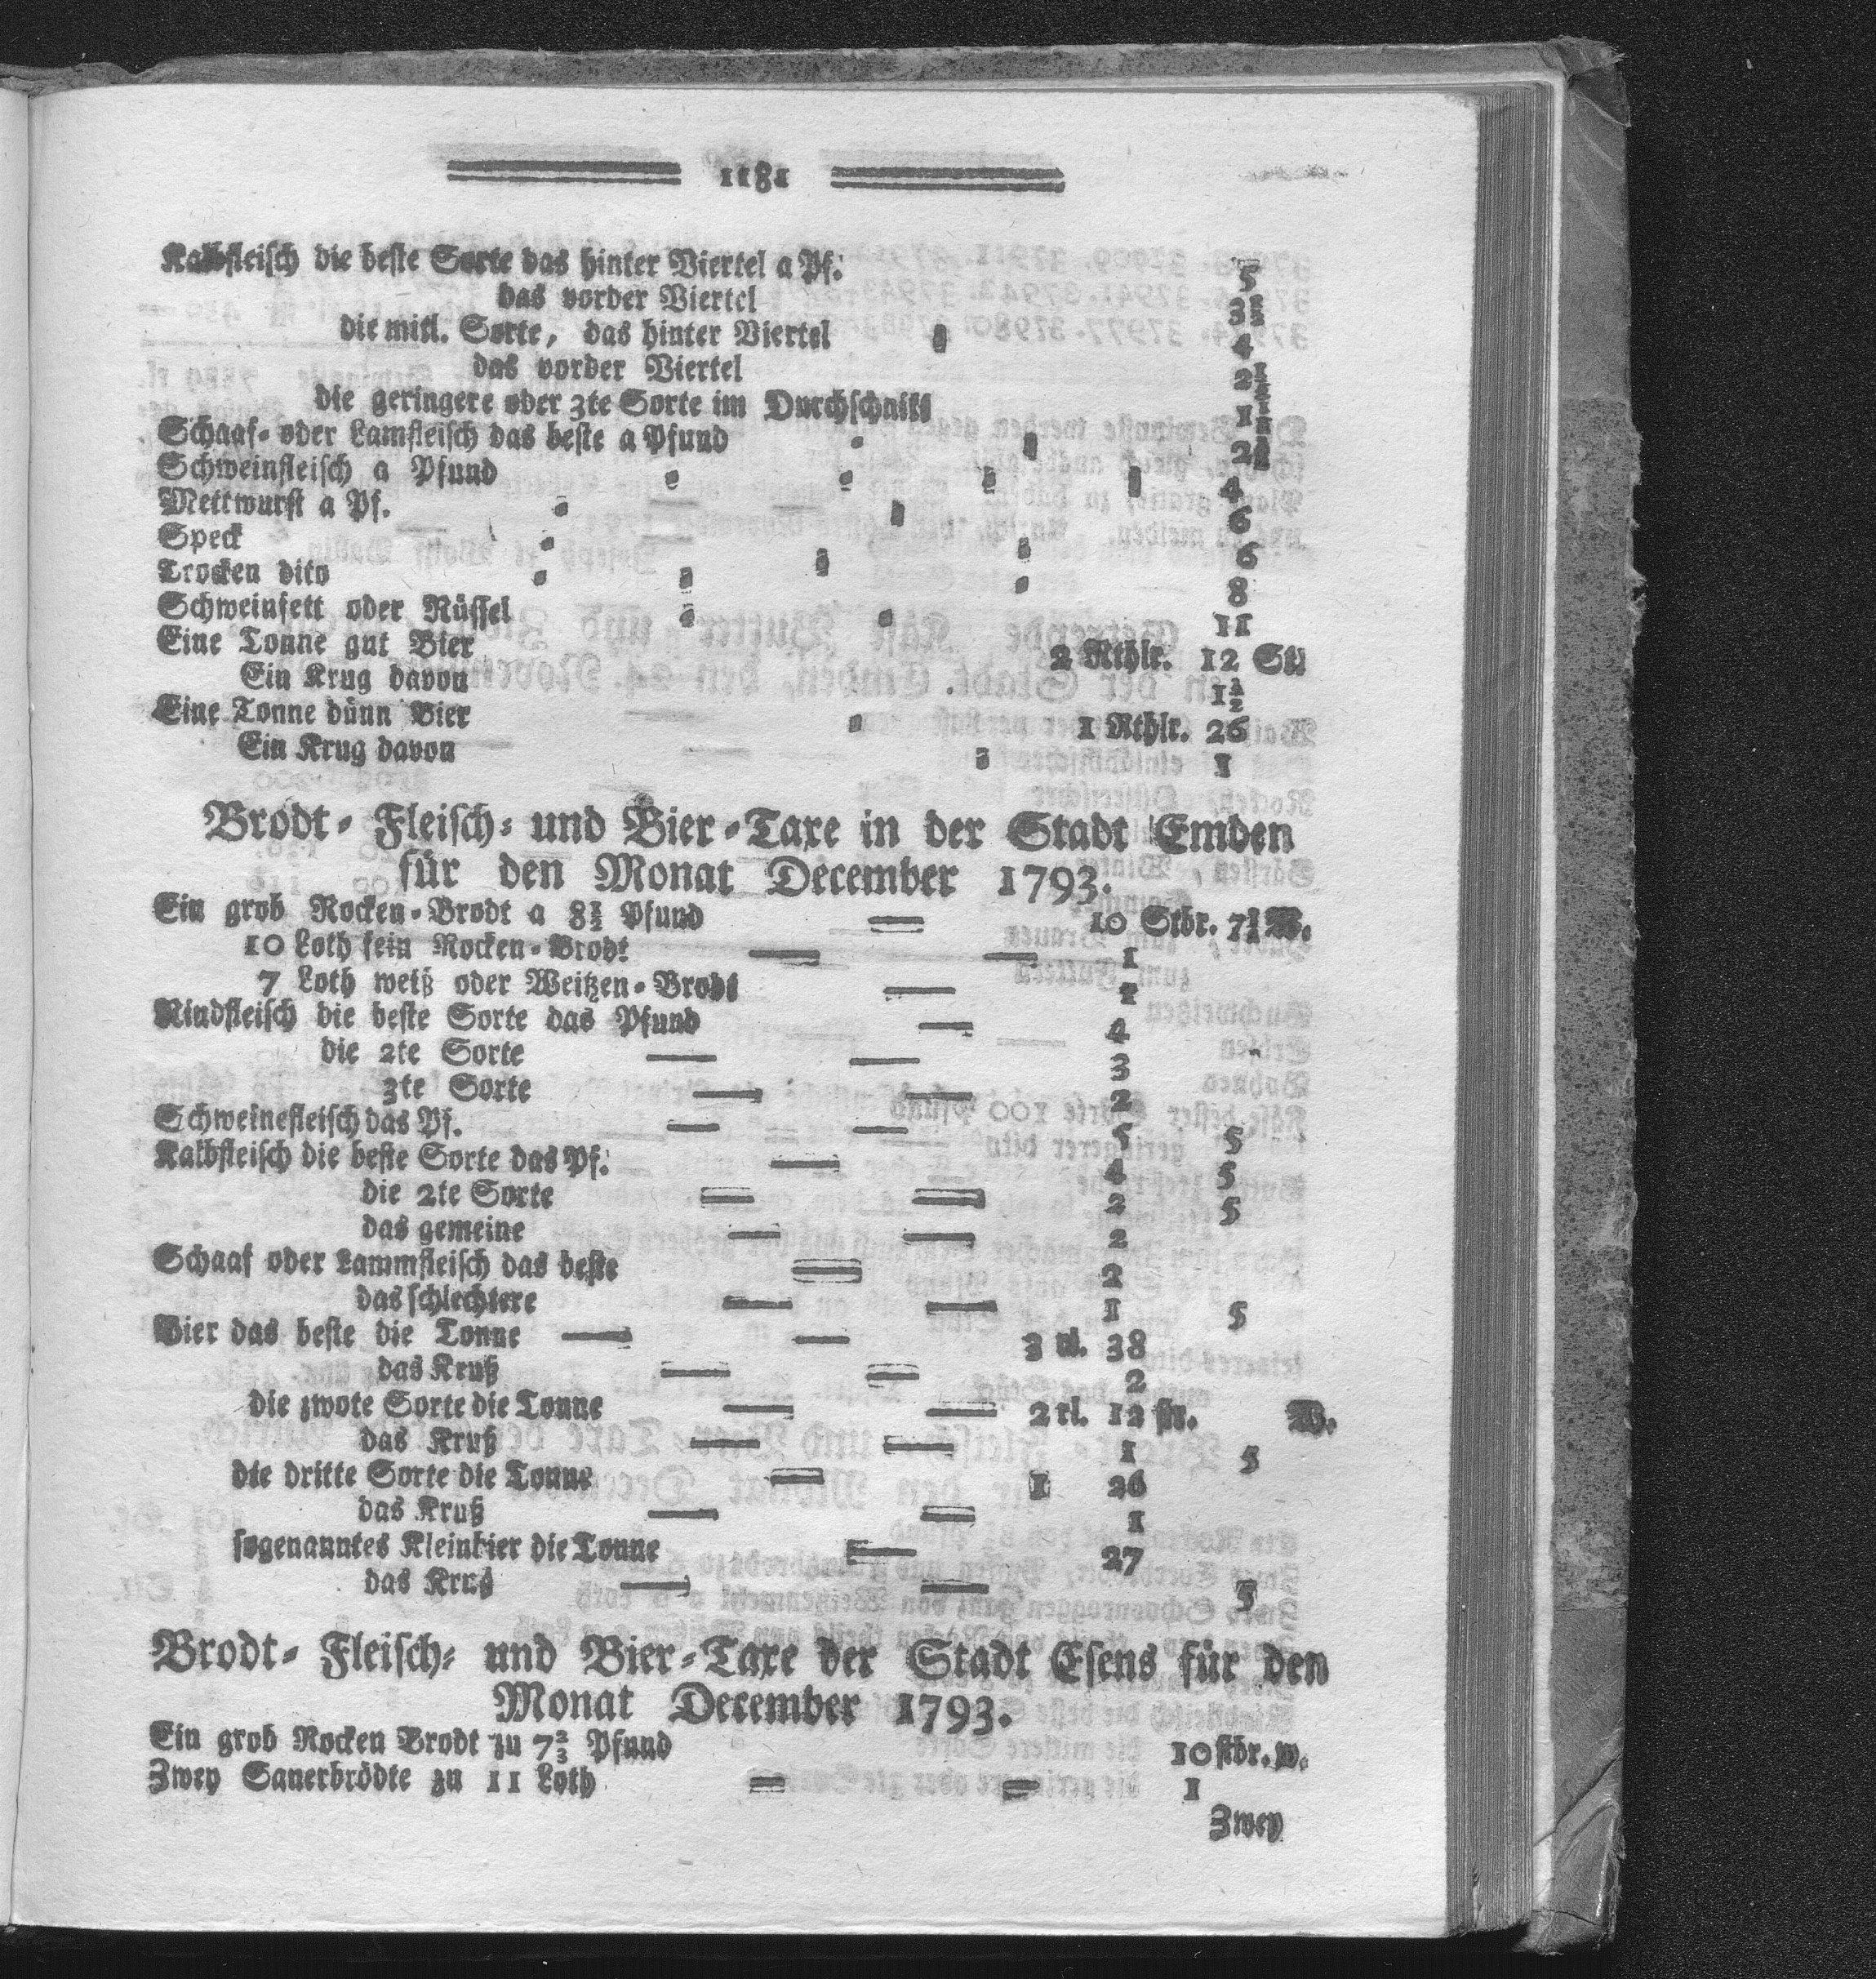 1181
Kalbfleisch die beste Sorte das hinter Viertel a Pf. 5
das vorder Viertel 3⅔
die mitl. Sorte, das hinter Viertel 4
das vorder Viertel 2½
die geringere oder 3te Sorte im Durchschnitt 1½
Schaaf- oder Lamfleisch das beste a Pfund 2
Schweinfleisch a Pfund 4
Mettwurst a Pf. 6
Speck 6
Trocken dito 8
Schweinfett oder Rüssel 11
Eine Tonne gut Bier 2 Rthlr. 12 St.
Ein Krug davon 1½
Eine Tonne dünn Bier 1 Rthlr. 26
Ein Krug davon 1
Brodt- Fleisch- und Bier-Taxe in der Stadt Emden
für den Monat December 1793.
Ein grob Rocken-Brodt a 8½ Pfund — 10 Stbr. 7½ W.
10 Loth fein Rocken-Brodt — — 1
7 Loth weiß oder Weitzen-Brodt — 1
Rindfleisch die beste Sorte das Pfund — 4
die 2te Sorte — — 3
3te Sorte — — 2
Schweinefleisch das Pf. — — 5 5
Kalbfleisch die beste Sorte das Pf. — 4 5
die 2te Sorte — — 2 5
das gemeine — — 2
Schaaf oder Lammfleisch das beste — 2
das schlechtere — — 1 5
Bier das beste die Tonne — — 3 rl. 38
das Kruß — — 2
die zwote Sorte die Tonne — — 2 rl. 12 str. W.
das Kruß — — 1 5
die dritte Sorte die Tonne — 1 26
das Kruß — — 1
sogenanntes Kleinbier die Tonne — 27
das Kruß — — 5
Brodt- Fleisch- und Bier-Taxe der Stadt Esens für den
Monat December 1793.
Ein grob Rocken Brodt zu 7⅔ Pfund 10 stbr. w.
Zwey Sauerbrödte zu 11 Loth — — 1
Zwey